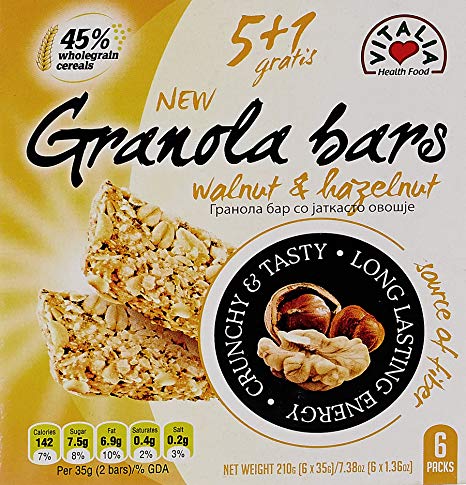 45%
wholegrain
cereals
5+1
gratis
VITALIA
Health Food
NEW
Granola bars
walnut & hazelnut
Гранола бар со јаткасто овошје
CRUNCHY & TASTY · LONG LASTING ENERGY ·
source of fiber
Calories Sugar Fat Saturates Salt
142 7.5g 6.9g 0.4g 0.2g
7% 8% 10% 2% 3%
Per 35g (2 bars)/% GDA
NET WEIGHT 210g (6 x 35g)/7.38oz (6 x 1.36oz)
6
PACKS